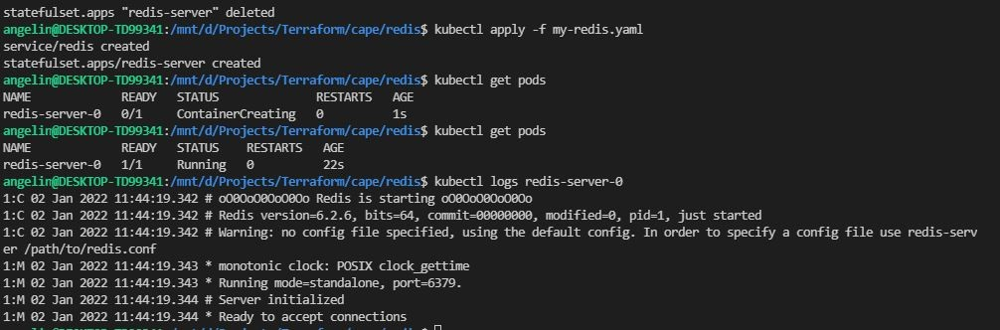 statefulset.apps "redis-server" deleted
angelin@DESKTOP-TD99341:/mnt/d/Projects/Terraform/cape/redis$ kubectl apply -f my-redis.yaml
service/redis created
statefulset.apps/redis-server created
angelin@DESKTOP-TD99341:/mnt/d/Projects/Terraform/cape/redis$ kubectl get pods
NAME READY STATUS RESTARTS AGE
redis-server-0 0/1 ContainerCreating 0 1s
angelin@DESKTOP-TD99341:/mnt/d/Projects/Terraform/cape/redis$ kubectl get pods
NAME READY STATUS RESTARTS AGE
redis-server-0 1/1 Running 0 22s
angelin@DESKTOP-TD99341:/mnt/d/Projects/Terraform/cape/redis$ kubectl logs redis-server-0
1:C 02 Jan 2022 11:44:19.342 # oO0OoO0OoO0Oo Redis is starting oO0OoO0OoO0Oo
1:C 02 Jan 2022 11:44:19.342 # Redis version=6.2.6, bits=64, commit=00000000, modified=0, pid=1, just started
1:C 02 Jan 2022 11:44:19.342 # Warning: no config file specified, using the default config. In order to specify a config file use redis-serv
er /path/to/redis.conf
1:M 02 Jan 2022 11:44:19.343 * monotonic clock: POSIX clock_gettime
1:M 02 Jan 2022 11:44:19.343 * Running mode=standalone, port=6379.
1:M 02 Jan 2022 11:44:19.344 # Server initialized
1:M 02 Jan 2022 11:44:19.344 * Ready to accept connections
angelin@DESKTOP-TD99341:/mnt/d/Projects/Terraform/cape/redis$